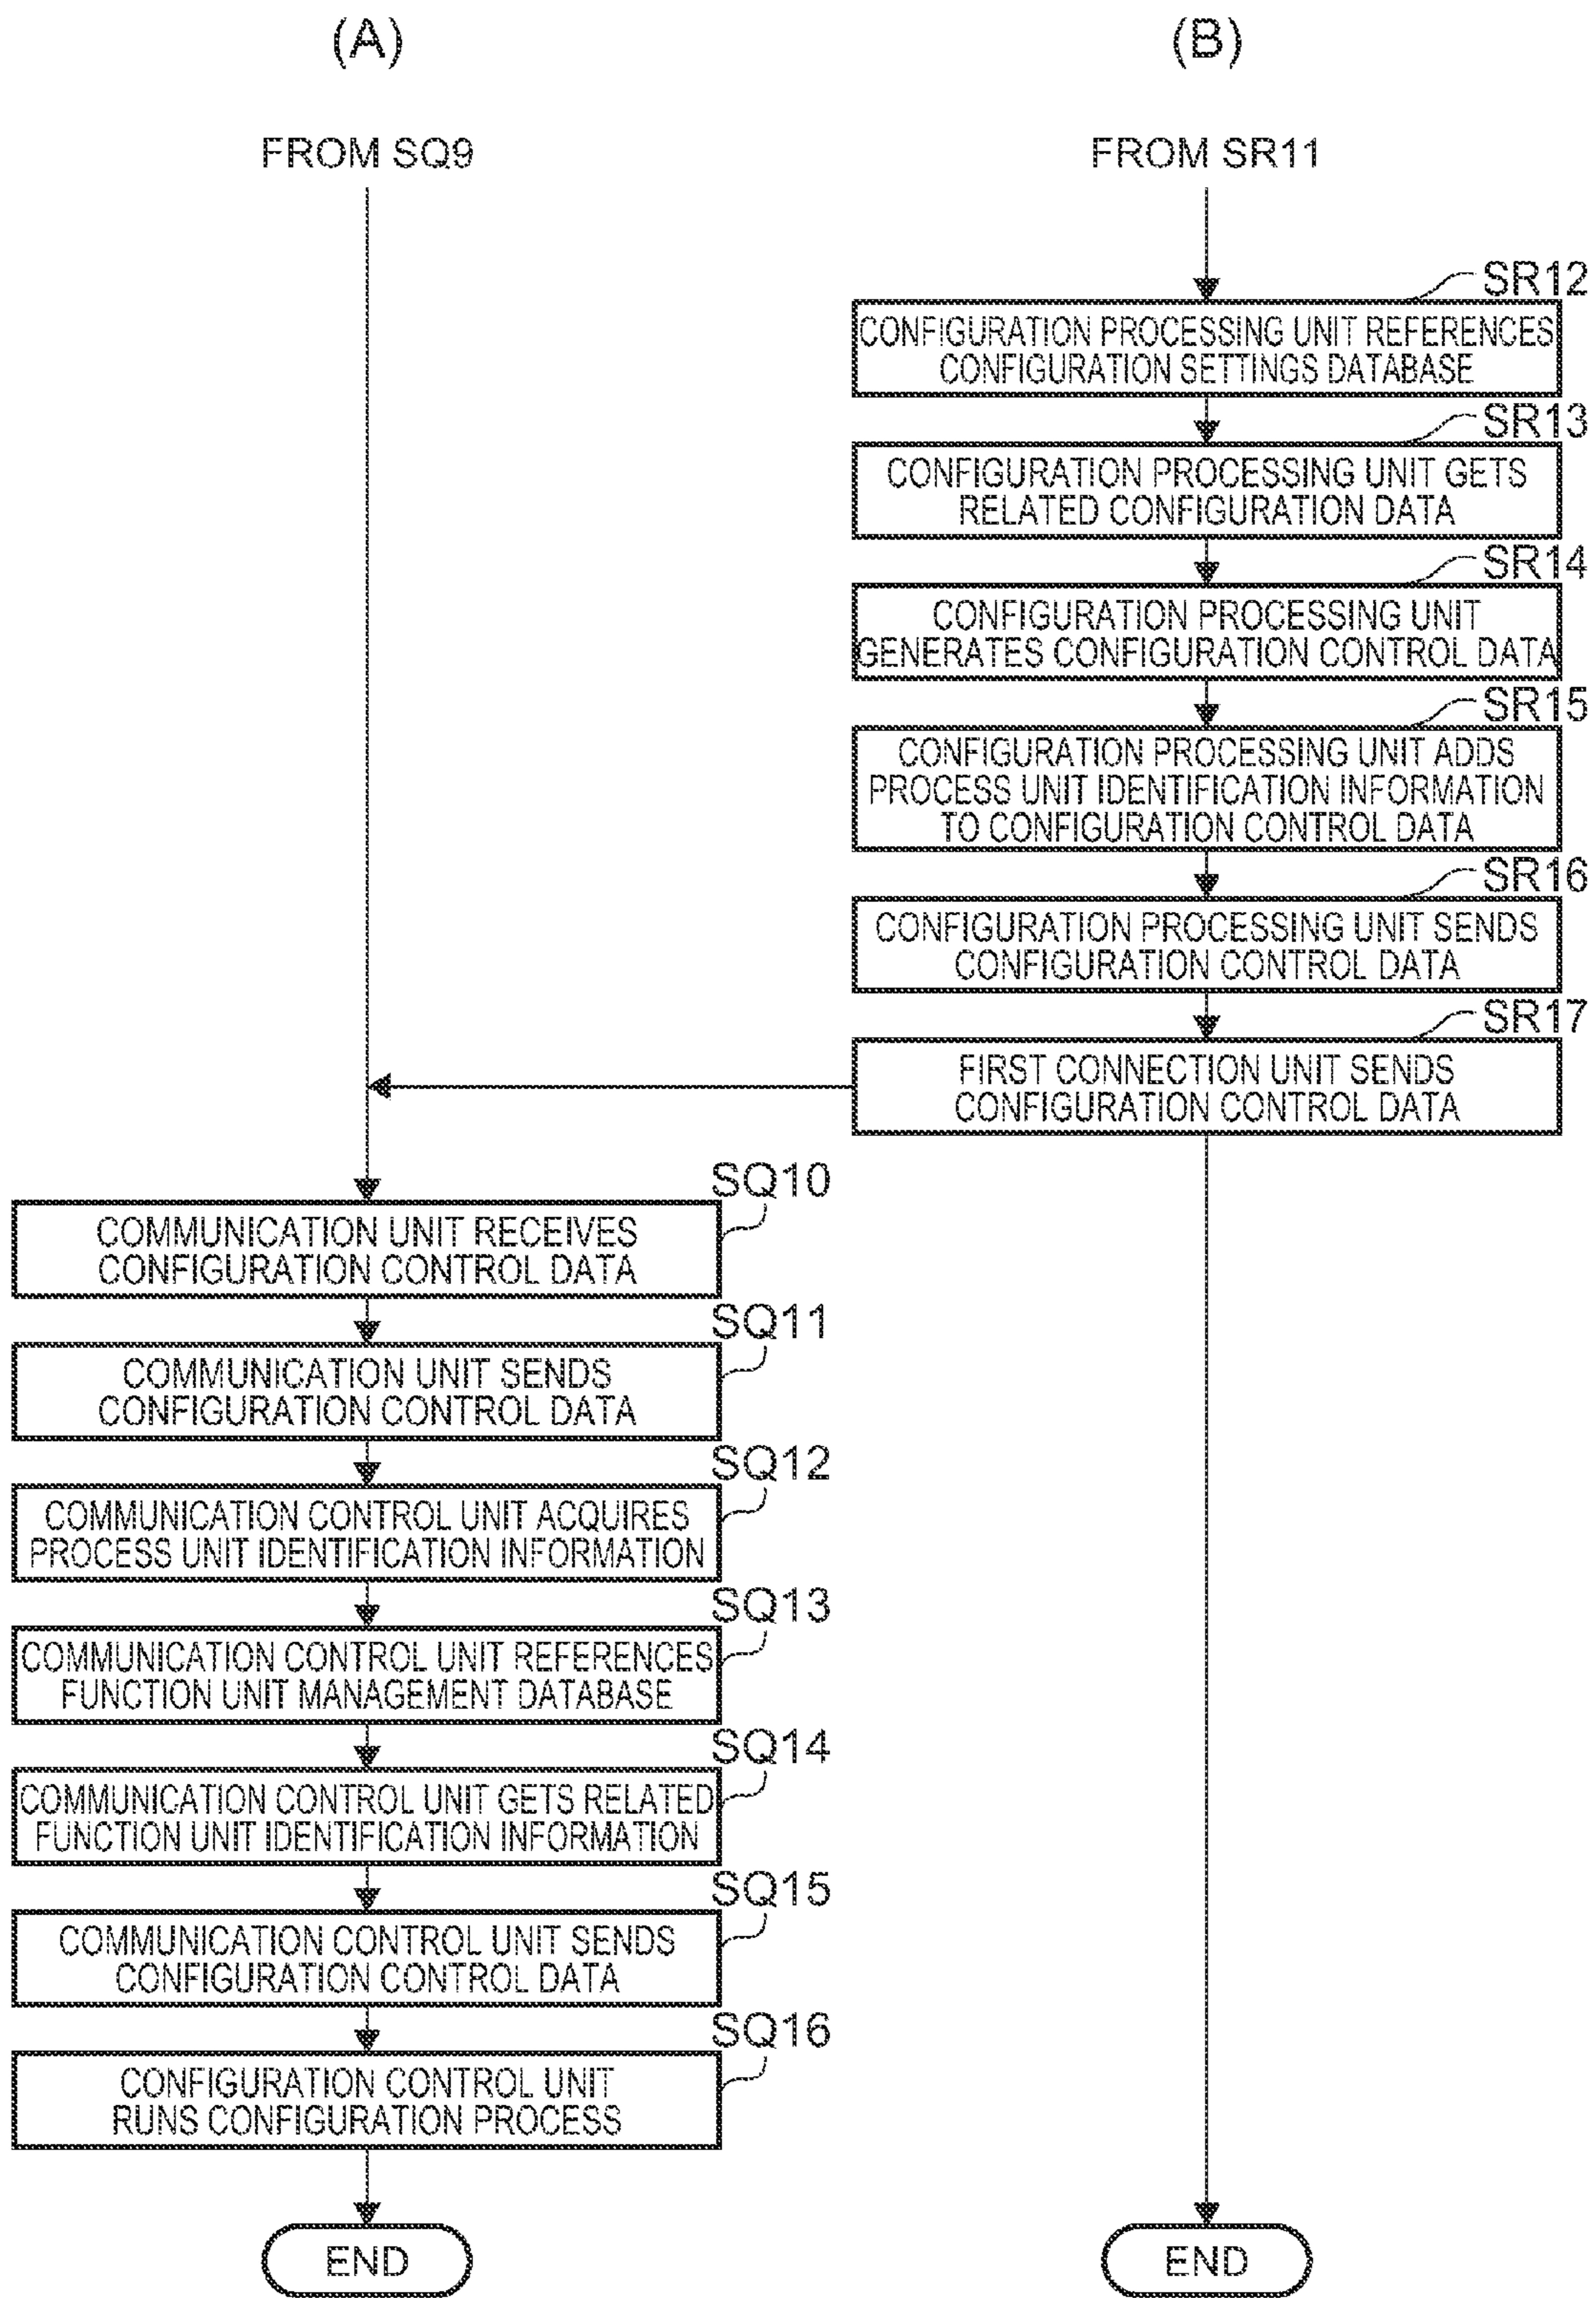 (A)
(B)
FROM SQ9
FROM SR11
SR12
CONFIGURATION PROCESSING UNIT REFERENCES
CONFIGURATION SETTINGS DATABASE
SR13
CONFIGURATION PROCESSING UNIT GETS
RELATED CONFIGURATION DATA
SR14
CONFIGURATION PROCESSING UNIT
GENERATES CONFIGURATION CONTROL DATA
SR15
CONFIGURATION PROCESSING UNIT ADDS
PROCESS UNIT IDENTIFICATION INFORMATION
TO CONFIGURATION CONTROL DATA
SR16
CONFIGURATION PROCESSING UNIT SENDS
CONFIGURATION CONTROL DATA
SR17
FIRST CONNECTION UNIT SENDS
CONFIGURATION CONTROL DATA
SQ10
COMMUNICATION UNIT RECEIVES
CONFIGURATION CONTROL DATA
SQ11
COMMUNICATION UNIT SENDS
CONFIGURATION CONTROL DATA
SQ12
COMMUNICATION CONTROL UNIT ACQUIRES
PROCESS UNIT IDENTIFICATION INFORMATION
SQ13
COMMUNICATION CONTROL UNIT REFERENCES
FUNCTION UNIT MANAGEMENT DATABASE
SQ14
COMMUNICATION CONTROL UNIT GETS RELATED
FUNCTION UNIT IDENTIFICATION INFORMATION
SQ15
COMMUNICATION CONTROL UNIT SENDS
CONFIGURATION CONTROL DATA
SQ16
CONFIGURATION CONTROL UNIT
RUNS CONFIGURATION PROCESS
END
END